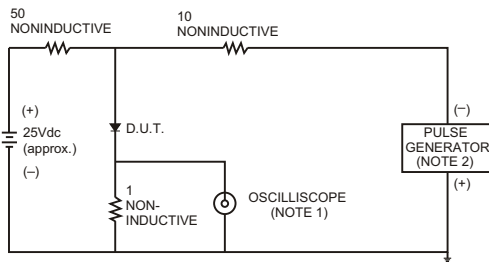 50
NONINDUCTIVE
10
NONINDUCTIVE
(+)
25Vdc
(approx.)
(–)
D.U.T.
1
NON-
INDUCTIVE
OSCILLISCOPE
(NOTE 1)
(–)
PULSE
GENERATOR
(NOTE 2)
(+)